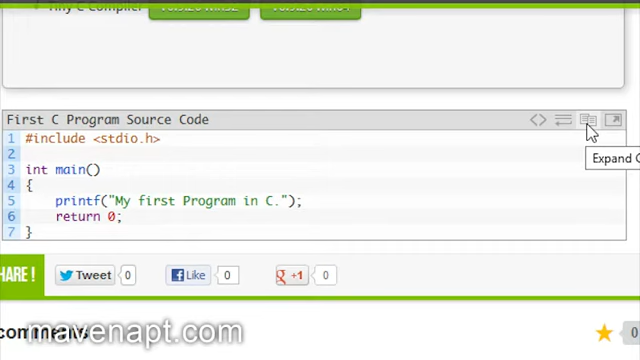 Tiny C Compiler
First C Program Source Code
Expand
1 #include <stdio.h>
2
3 int main()
4 {
5 printf("My first Program in C.");
6 return 0;
7 }
HARE !
Tweet 0
Like 0
+1 0
comments
mavenapt.com
0